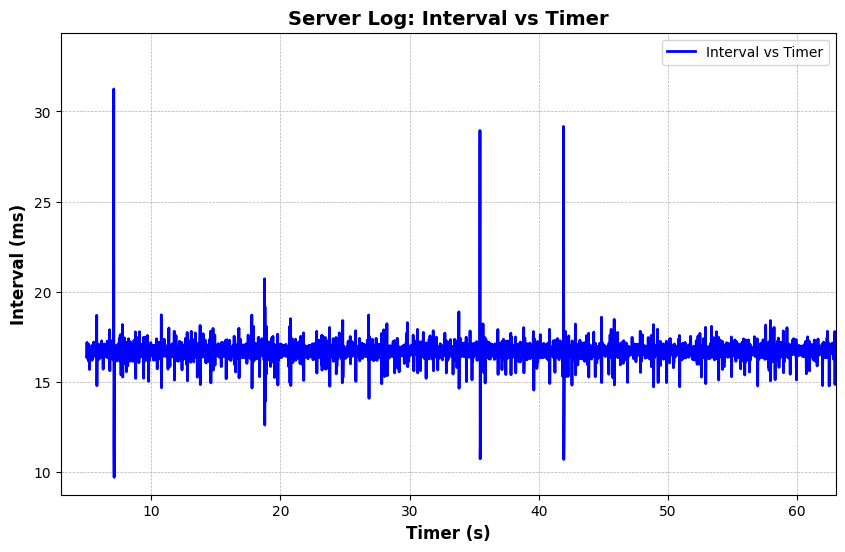 Server Log: Interval vs Timer
Interval vs Timer
30
25
20
15
10
Interval (ms)
10 20 30 40 50 60
Timer (s)